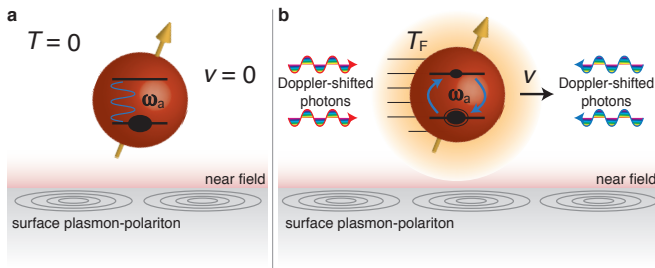 a
T = 0
v = 0
ωa
near field
surface plasmon-polariton
b
TF
v
Doppler-shifted
photons
ωa
Doppler-shifted
photons
near field
surface plasmon-polariton